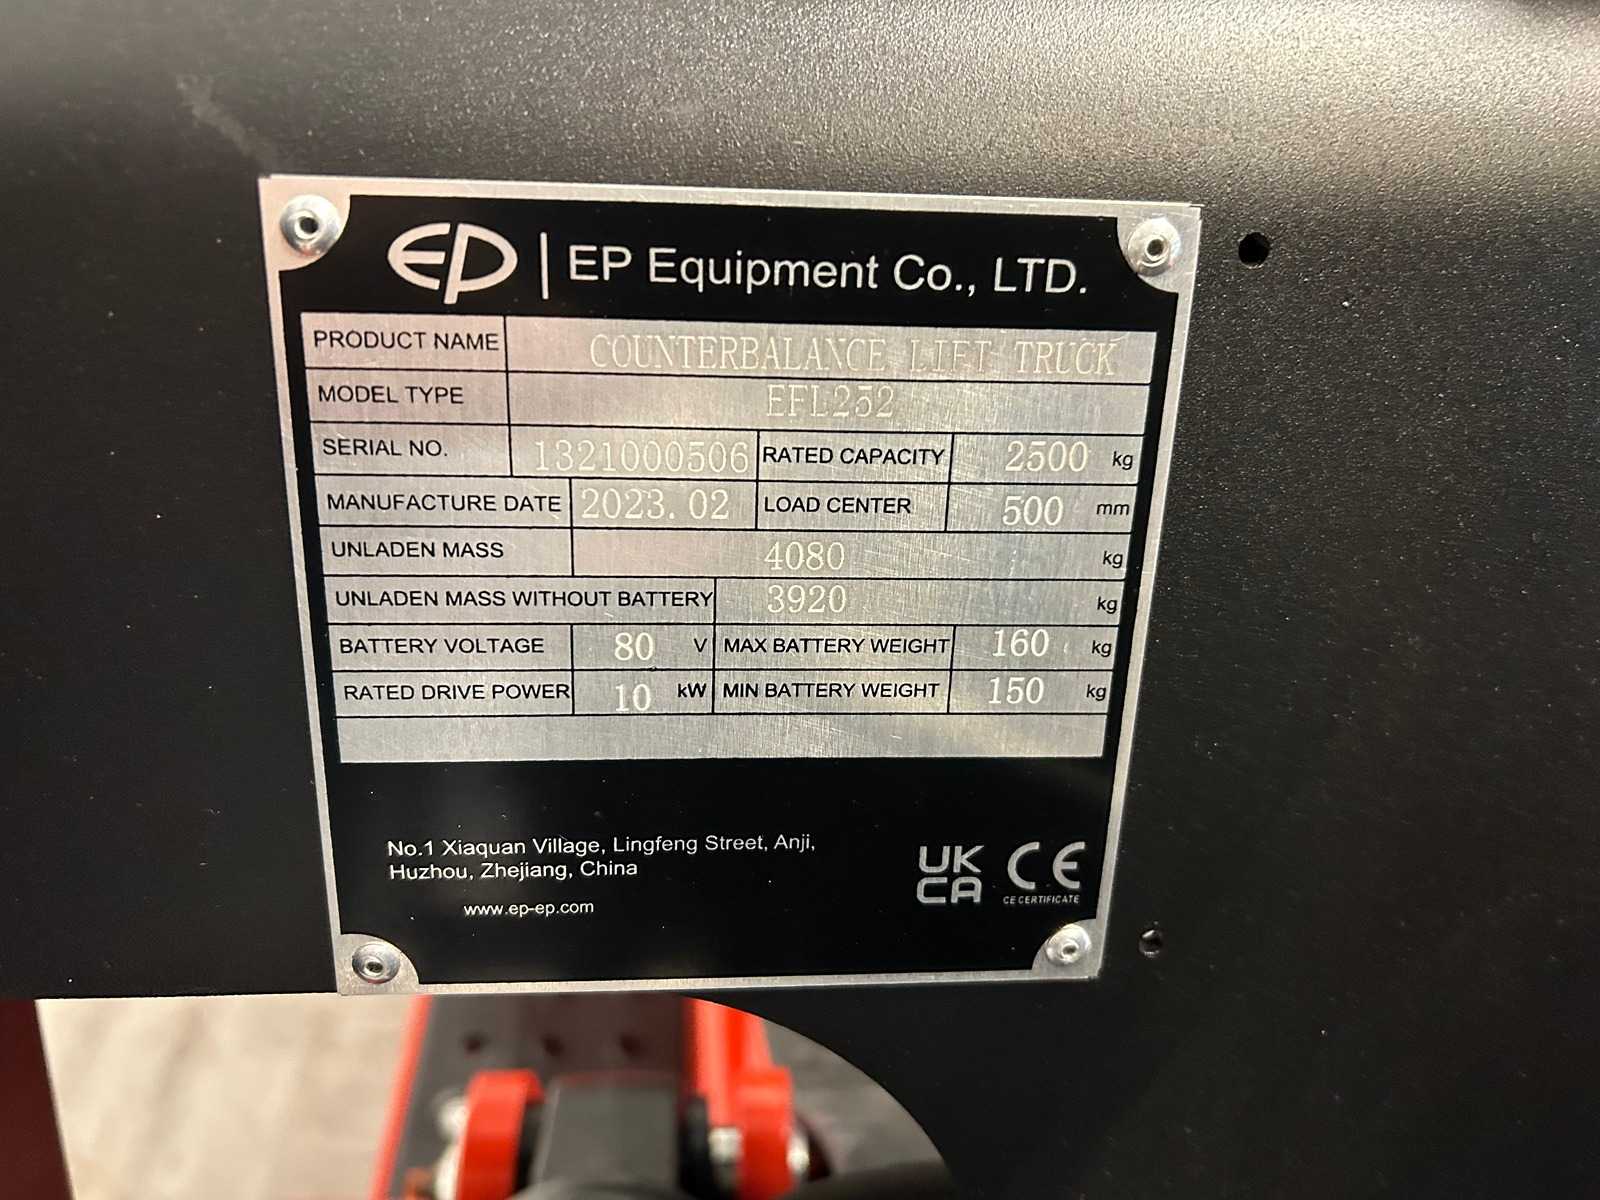 EP | EP Equipment Co., LTD.
PRODUCT NAME COUNTERBALANCE LIFT TRUCK
MODEL TYPE EFL252
SERIAL NO. 1321000506 RATED CAPACITY 2500 kg
MANUFACTURE DATE 2023.02 LOAD CENTER 500 mm
UNLADEN MASS 4080 kg
UNLADEN MASS WITHOUT BATTERY 3920 kg
BATTERY VOLTAGE 80 V MAX BATTERY WEIGHT 160 kg
RATED DRIVE POWER 10 kW MIN BATTERY WEIGHT 150 kg
No.1 Xiaquan Village, Lingfeng Street, Anji,
Huzhou, Zhejiang, China
www.ep-ep.com
UK
CA
CE
CE CERTIFICATE